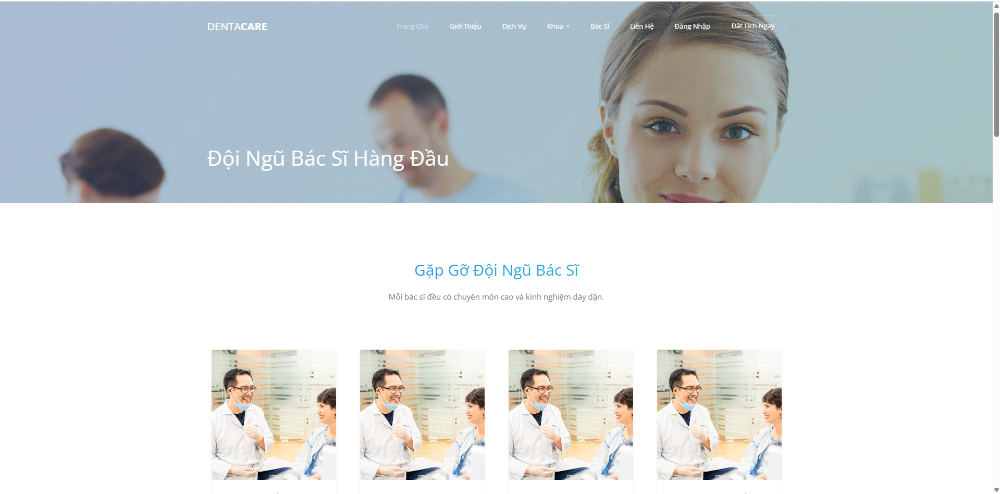 DENTACARE
Trang Chủ Giới Thiệu Dịch Vụ Khoa Bác Sĩ Liên Hệ Đăng Nhập Đặt Lịch Ngay
Đội Ngũ Bác Sĩ Hàng Đầu
Gặp Gỡ Đội Ngũ Bác Sĩ
Mỗi bác sĩ đều có chuyên môn cao và kinh nghiệm dày dặn.